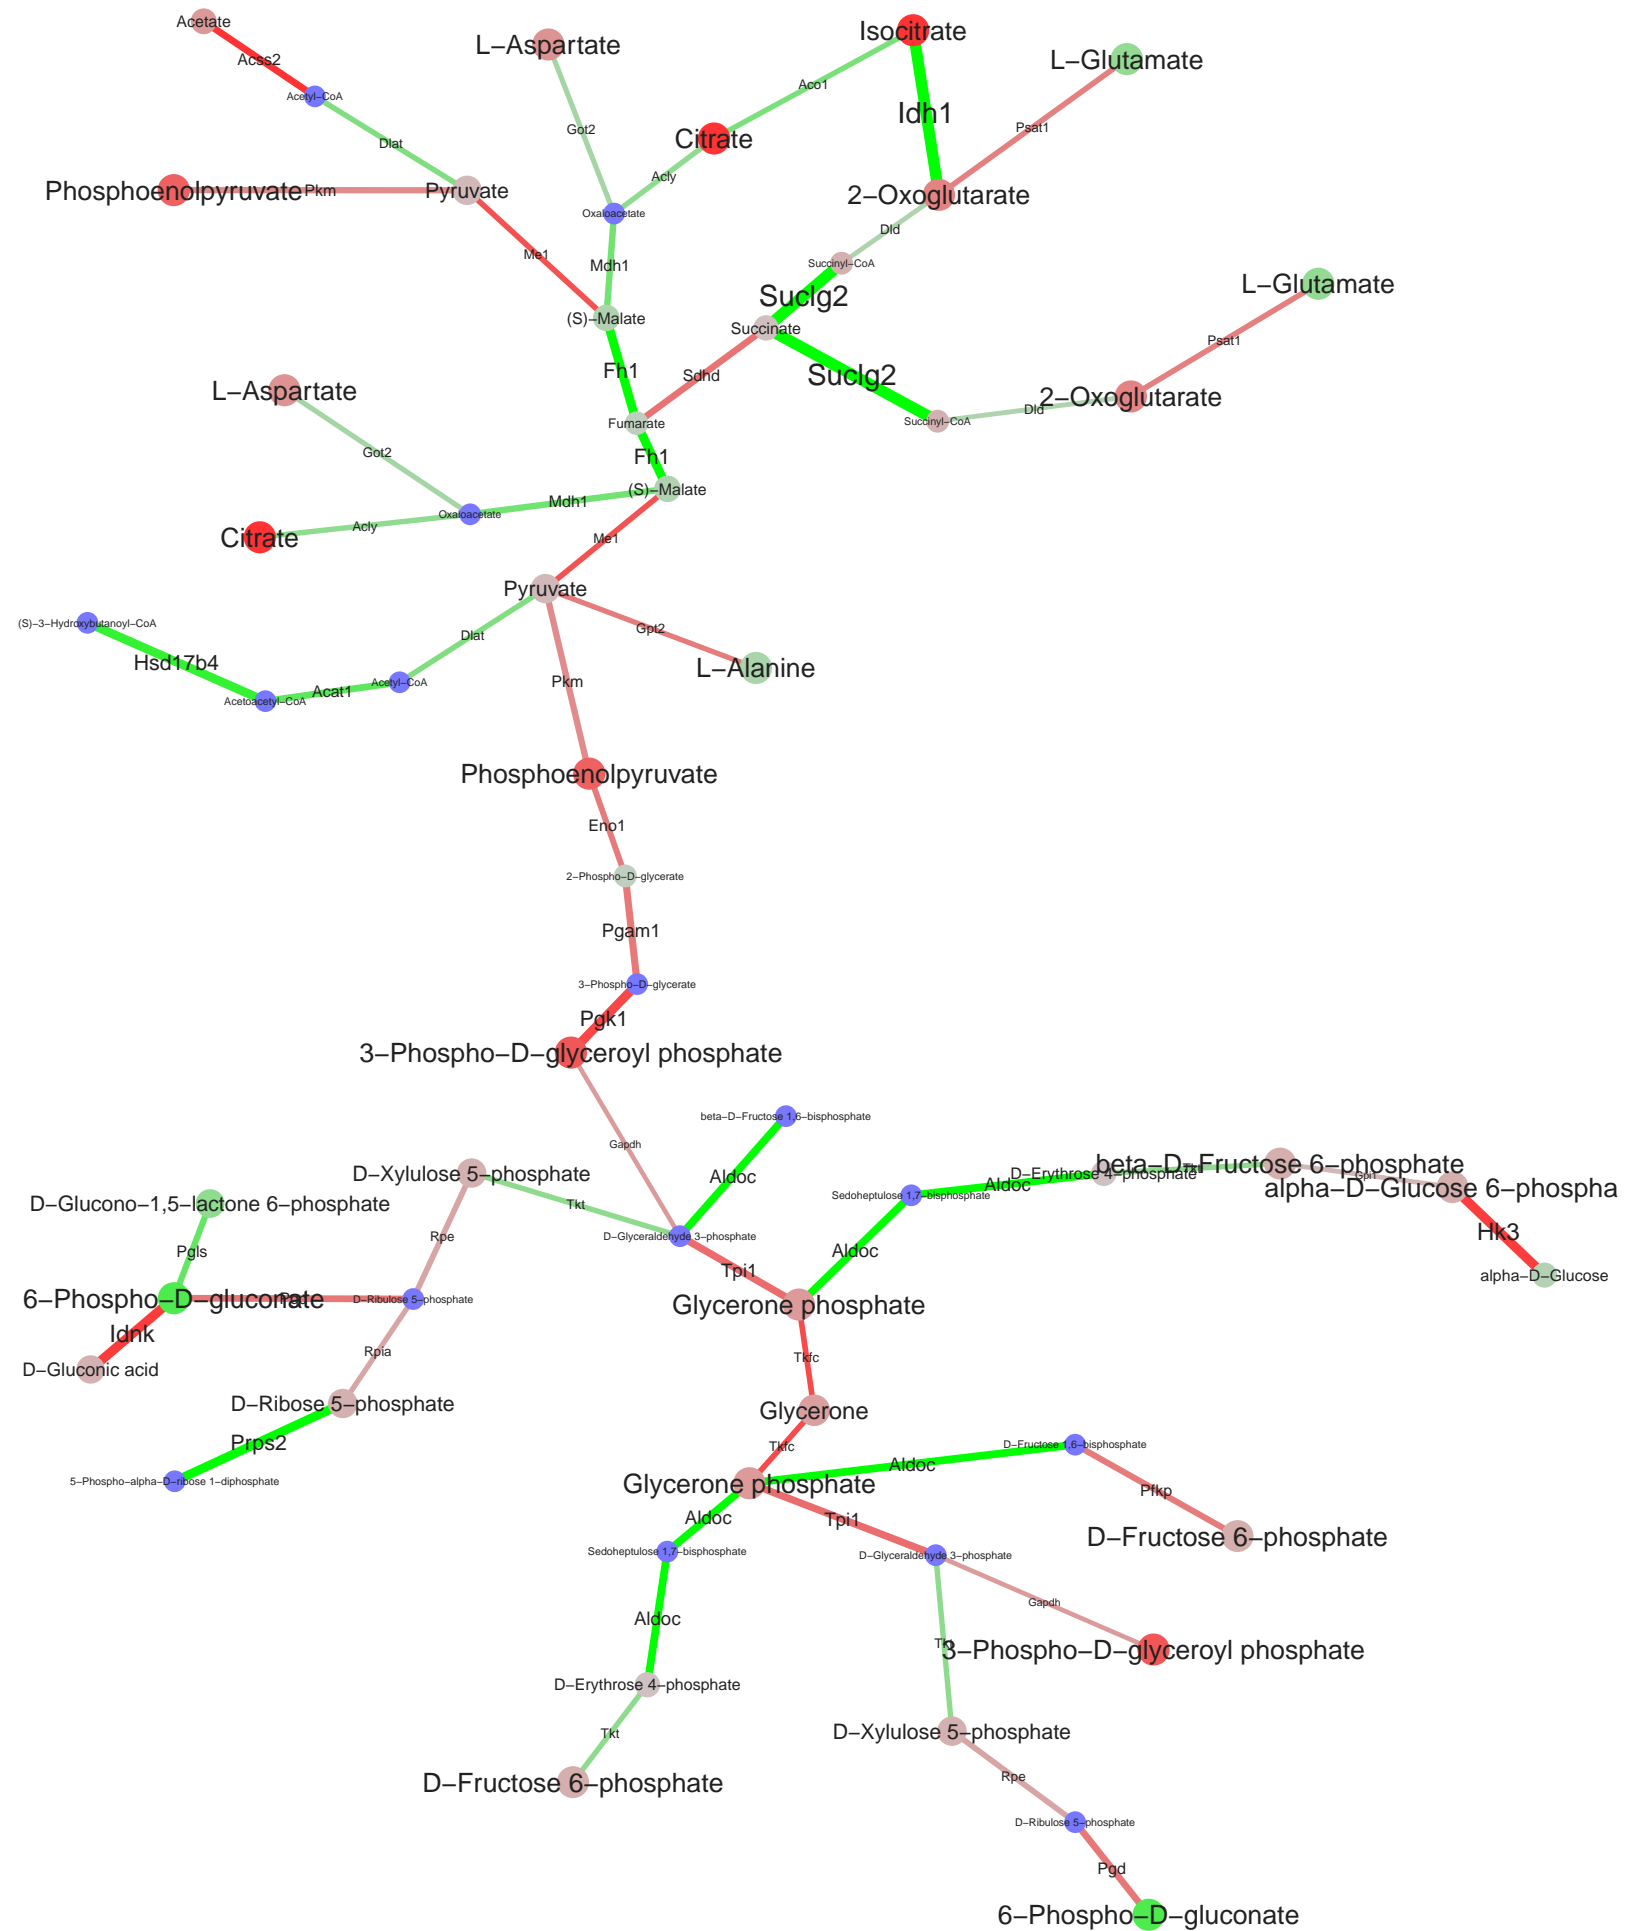 Acetate
Acss2
Acetyl−CoA
Dlat
L−Aspartate
Got2
Isocitrate
Aco1
Citrate
Idh1
L−Glutamate
Psat1
Phosphoenolpyruvate
Pkm
Pyruvate
Acly
2−Oxoglutarate
Oxaloacetate
Dld
Me1
Mdh1
Succinyl−CoA
Suclg2
L−Glutamate
(S)−Malate
Succinate
Psat1
Fh1
Sdhd
Suclg2
L−Aspartate
2−Oxoglutarate
Dld
Fumarate
Succinyl−CoA
Got2
Fh1
(S)−Malate
Mdh1
Oxaloacetate
Acly
Citrate
Me1
Pyruvate
(S)−3−Hydroxybutanoyl−CoA
Dlat
Gpt2
Hsd17b4
L−Alanine
Acetyl−CoA
Acat1
Acetoacetyl−CoA
Pkm
Phosphoenolpyruvate
Eno1
2−Phospho−D−glycerate
Pgam1
3−Phospho−D−glycerate
Pgk1
3−Phospho−D−glyceroyl phosphate
beta−D−Fructose 1,6−bisphosphate
Gapdh
D−Xylulose 5−phosphate
Aldoc
D−Erythrose 4−phosphate
Tkt
beta−D−Fructose 6−phosphate
Gpi1
alpha−D−Glucose 6−phospha
Aldoc
Sedoheptulose 1,7−bisphosphate
D−Glucono−1,5−lactone 6−phosphate
Tkt
Rpe
D−Glyceraldehyde 3−phosphate
Hk3
Pgls
Aldoc
Tpi1
alpha−D−Glucose
6−Phospho−D−gluconate
Pgd
D−Ribulose 5−phosphate
Glycerone phosphate
Idnk
Rpia
Tkfc
D−Gluconic acid
D−Ribose 5−phosphate
Glycerone
Prps2
Tkfc
D−Fructose 1,6−bisphosphate
Aldoc
5−Phospho−alpha−D−ribose 1−diphosphate
Glycerone phosphate
Pfkp
Aldoc
Tpi1
D−Fructose 6−phosphate
Sedoheptulose 1,7−bisphosphate
D−Glyceraldehyde 3−phosphate
Gapdh
Aldoc
Tkt
3−Phospho−D−glyceroyl phosphate
D−Erythrose 4−phosphate
Tkt
D−Xylulose 5−phosphate
D−Fructose 6−phosphate
Rpe
D−Ribulose 5−phosphate
Pgd
6−Phospho−D−gluconate